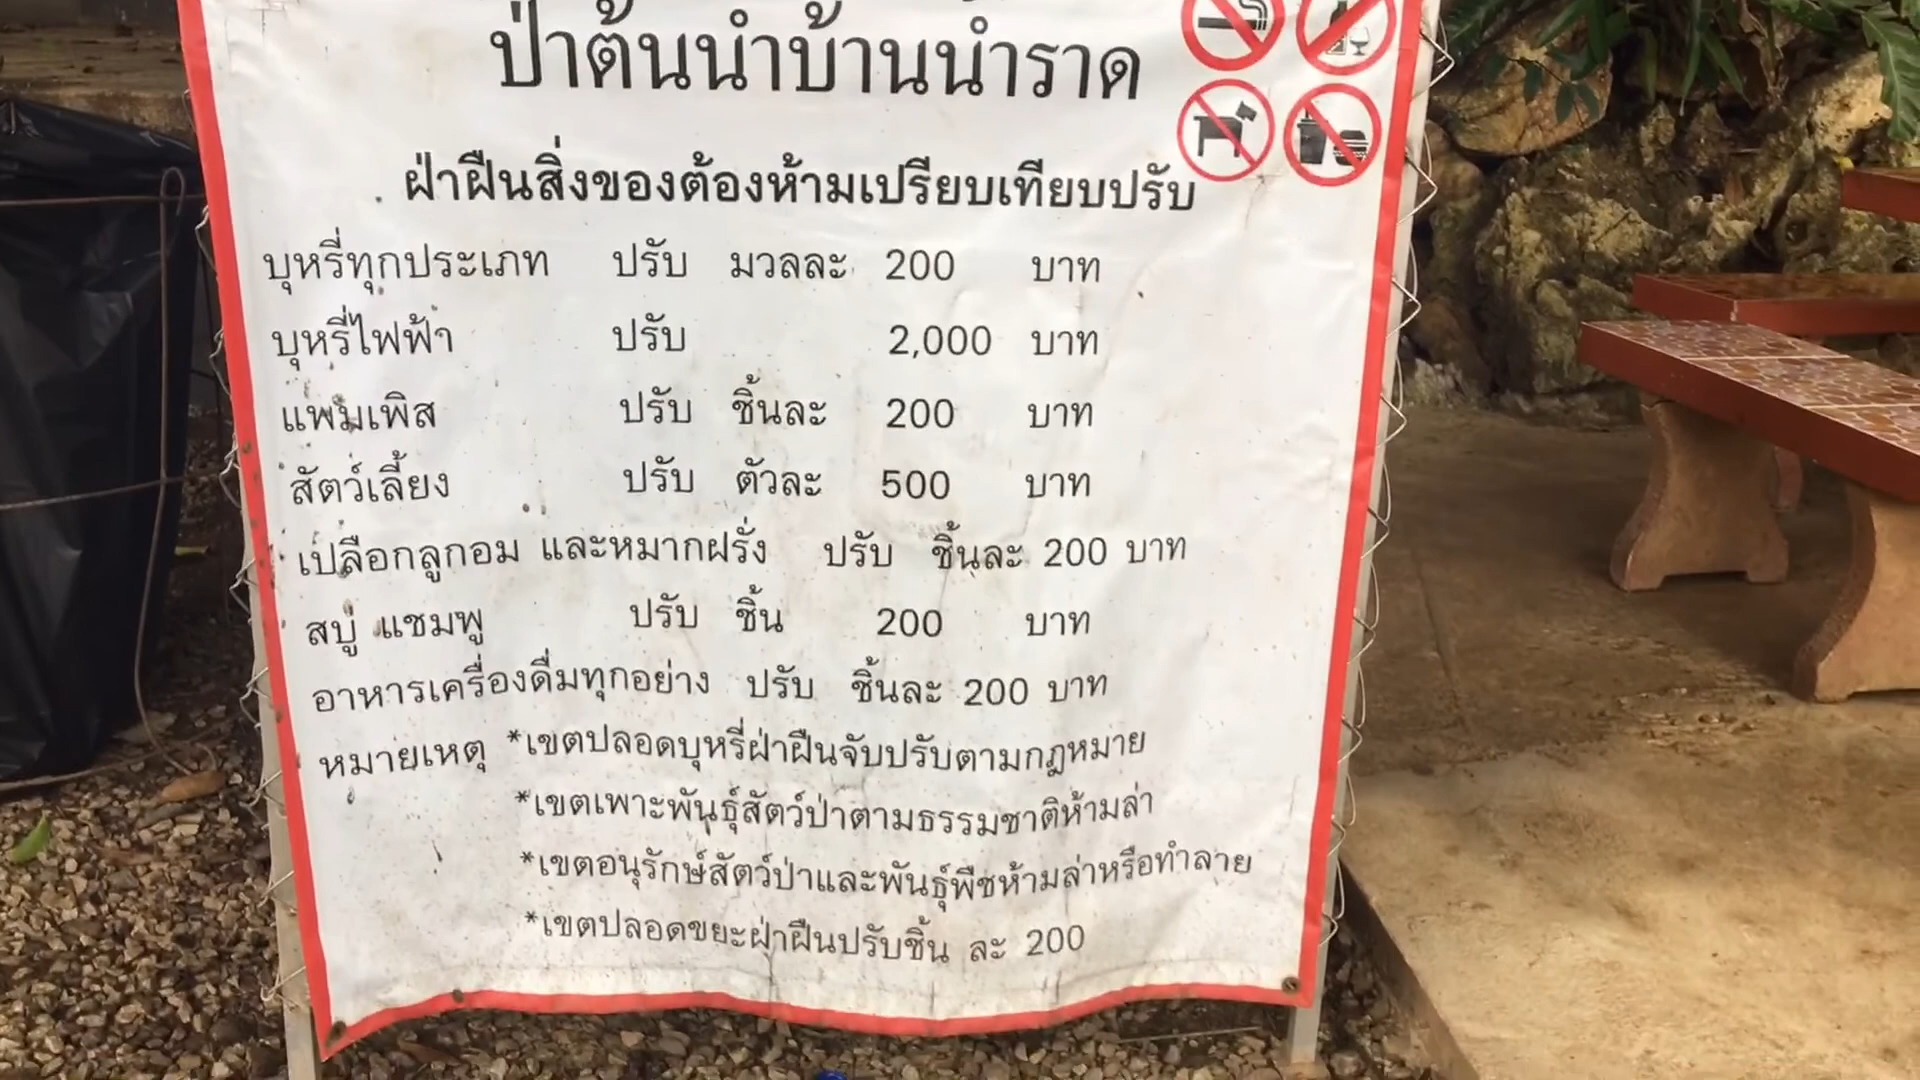 ป่าต้นน้ำบ้านน้ำราด
ฝ่าฝืนสิ่งของต้องห้ามเปรียบเทียบปรับ
บุหรี่ทุกประเภท ปรับ มวลละ 200 บาท
บุหรี่ไฟฟ้า ปรับ 2,000 บาท
แพมเพิส ปรับ ชิ้นละ 200 บาท
สัตว์เลี้ยง ปรับ ตัวละ 500 บาท
เปลือกลูกอม และหมากฝรั่ง ปรับ ชิ้นละ 200 บาท
สบู่ แชมพู ปรับ ชิ้น 200 บาท
อาหารเครื่องดื่มทุกอย่าง ปรับ ชิ้นละ 200 บาท
หมายเหตุ *เขตปลอดบุหรี่ฝ่าฝืนจับปรับตามกฎหมาย
*เขตเพาะพันธุ์สัตว์ป่าตามธรรมชาติห้ามล่า
*เขตอนุรักษ์สัตว์ป่าและพันธุ์พืชห้ามล่าหรือทำลาย
*เขตปลอดขยะฝ่าฝืนปรับชิ้น ละ 200